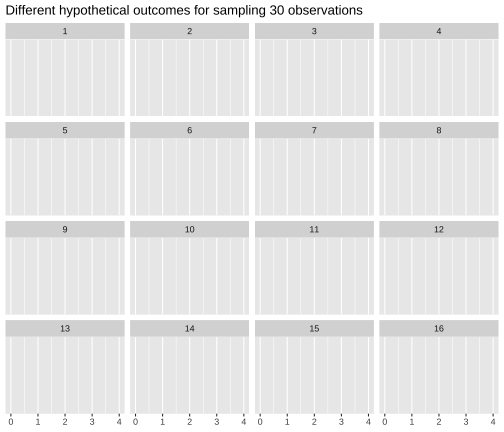 Different hypothetical outcomes for sampling 30 observations
1 2 3 4
5 6 7 8
9 10 11 12
13 14 15 16
0 1 2 3 4 0 1 2 3 4 0 1 2 3 4 0 1 2 3 4